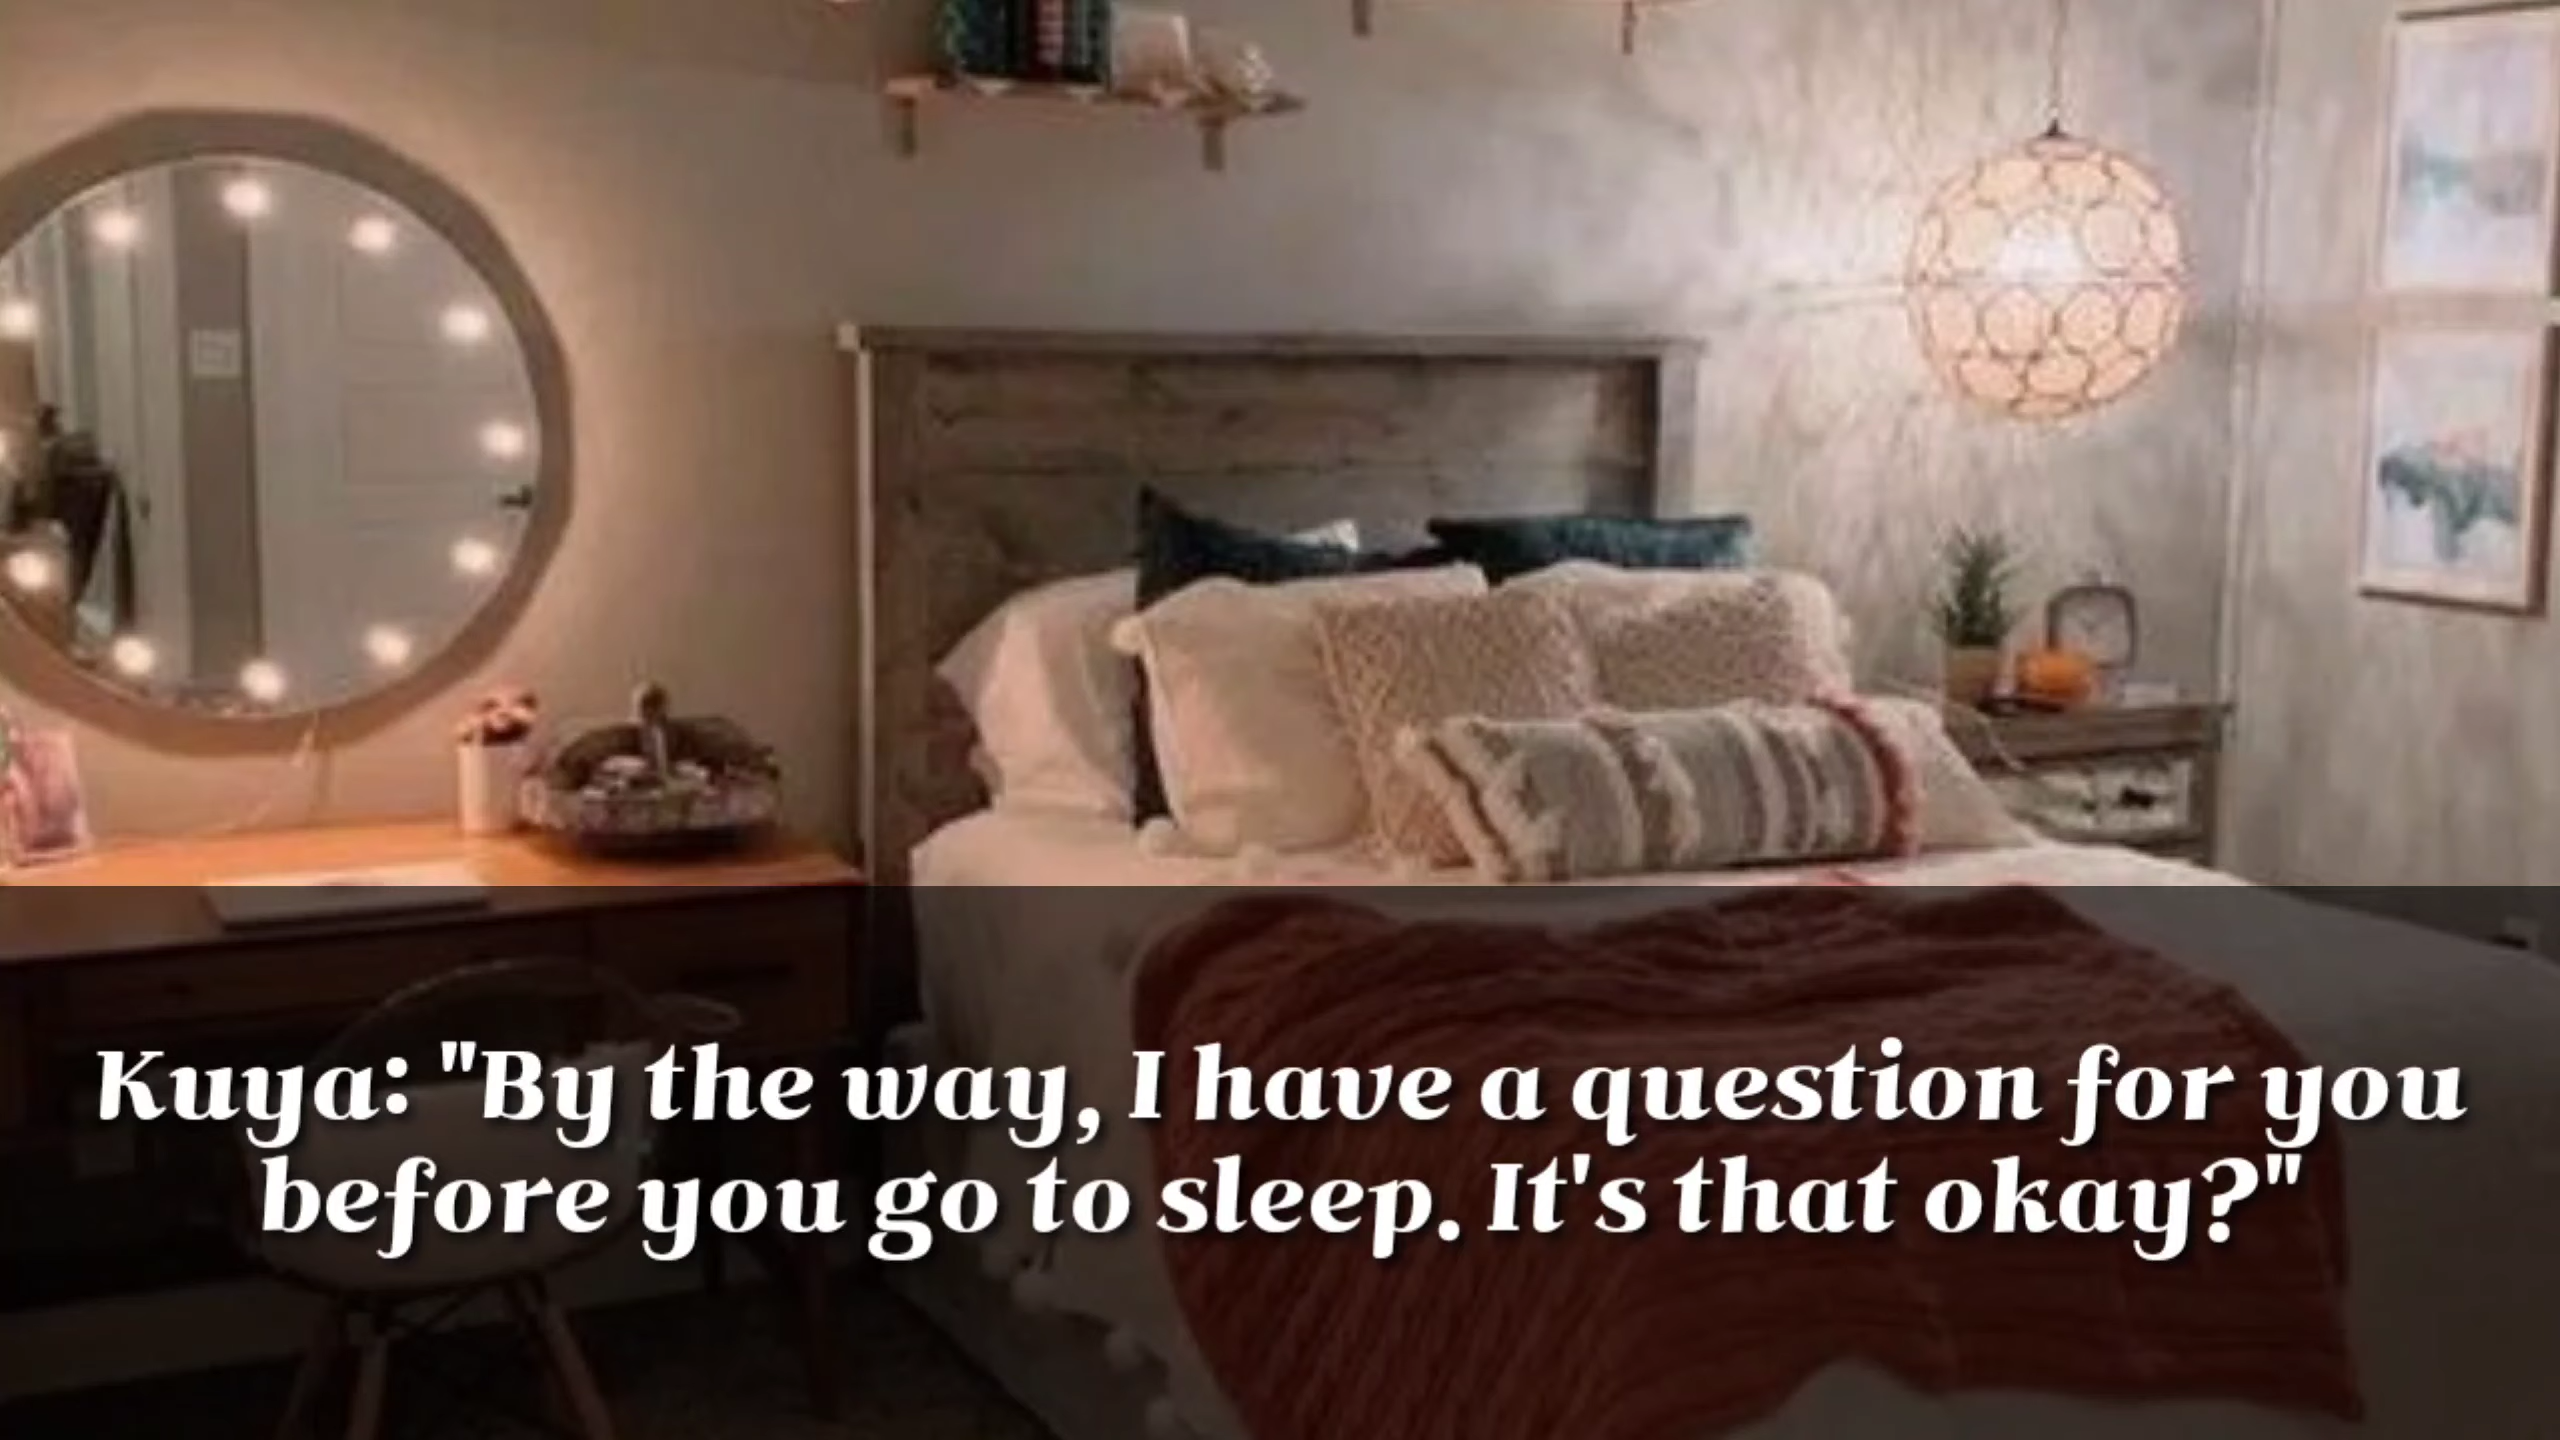 Kuya: "By the way, I have a question for you
before you go to sleep. It's that okay?"